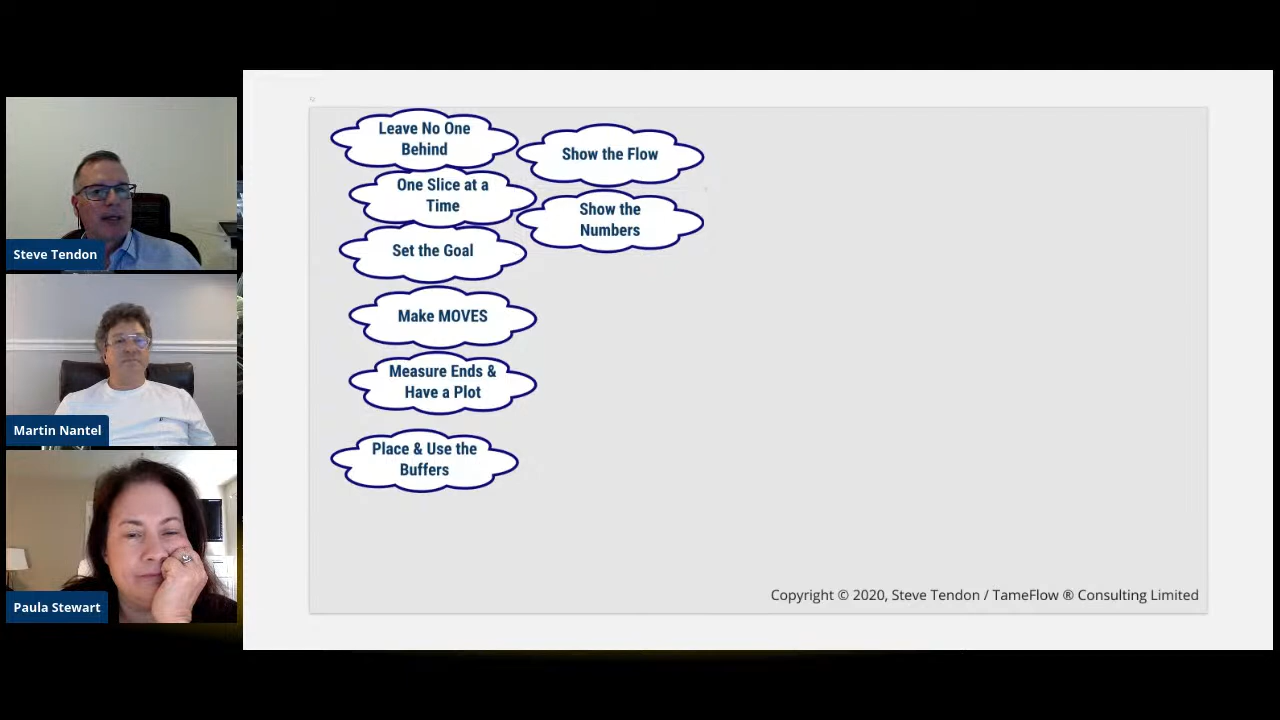 Steve Tendon
Martin Nantel
Paula Stewart
Leave No One
Behind
One Slice at a
Time
Set the Goal
Make MOVES
Measure Ends &
Have a Plot
Place & Use the
Buffers
Show the Flow
Show the
Numbers
Copyright © 2020, Steve Tendon / TameFlow ® Consulting Limited